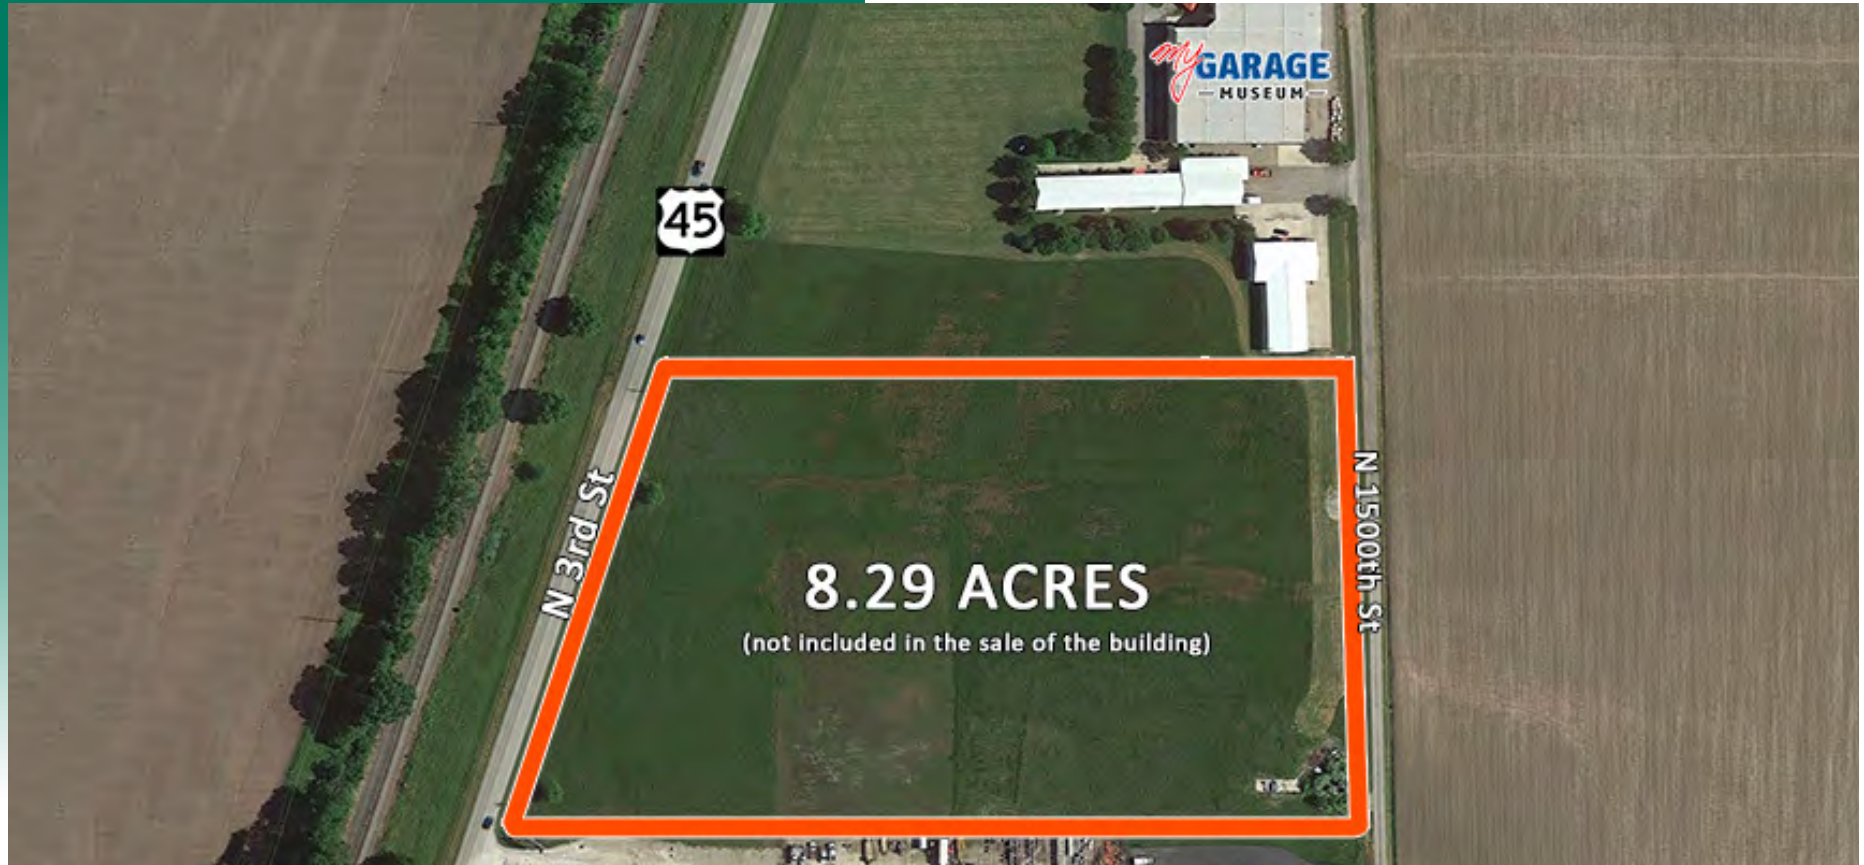 my GARAGE
MUSEUM
45
N 3rd St
N 1500th St
8.29 ACRES
(not included in the sale of the building)